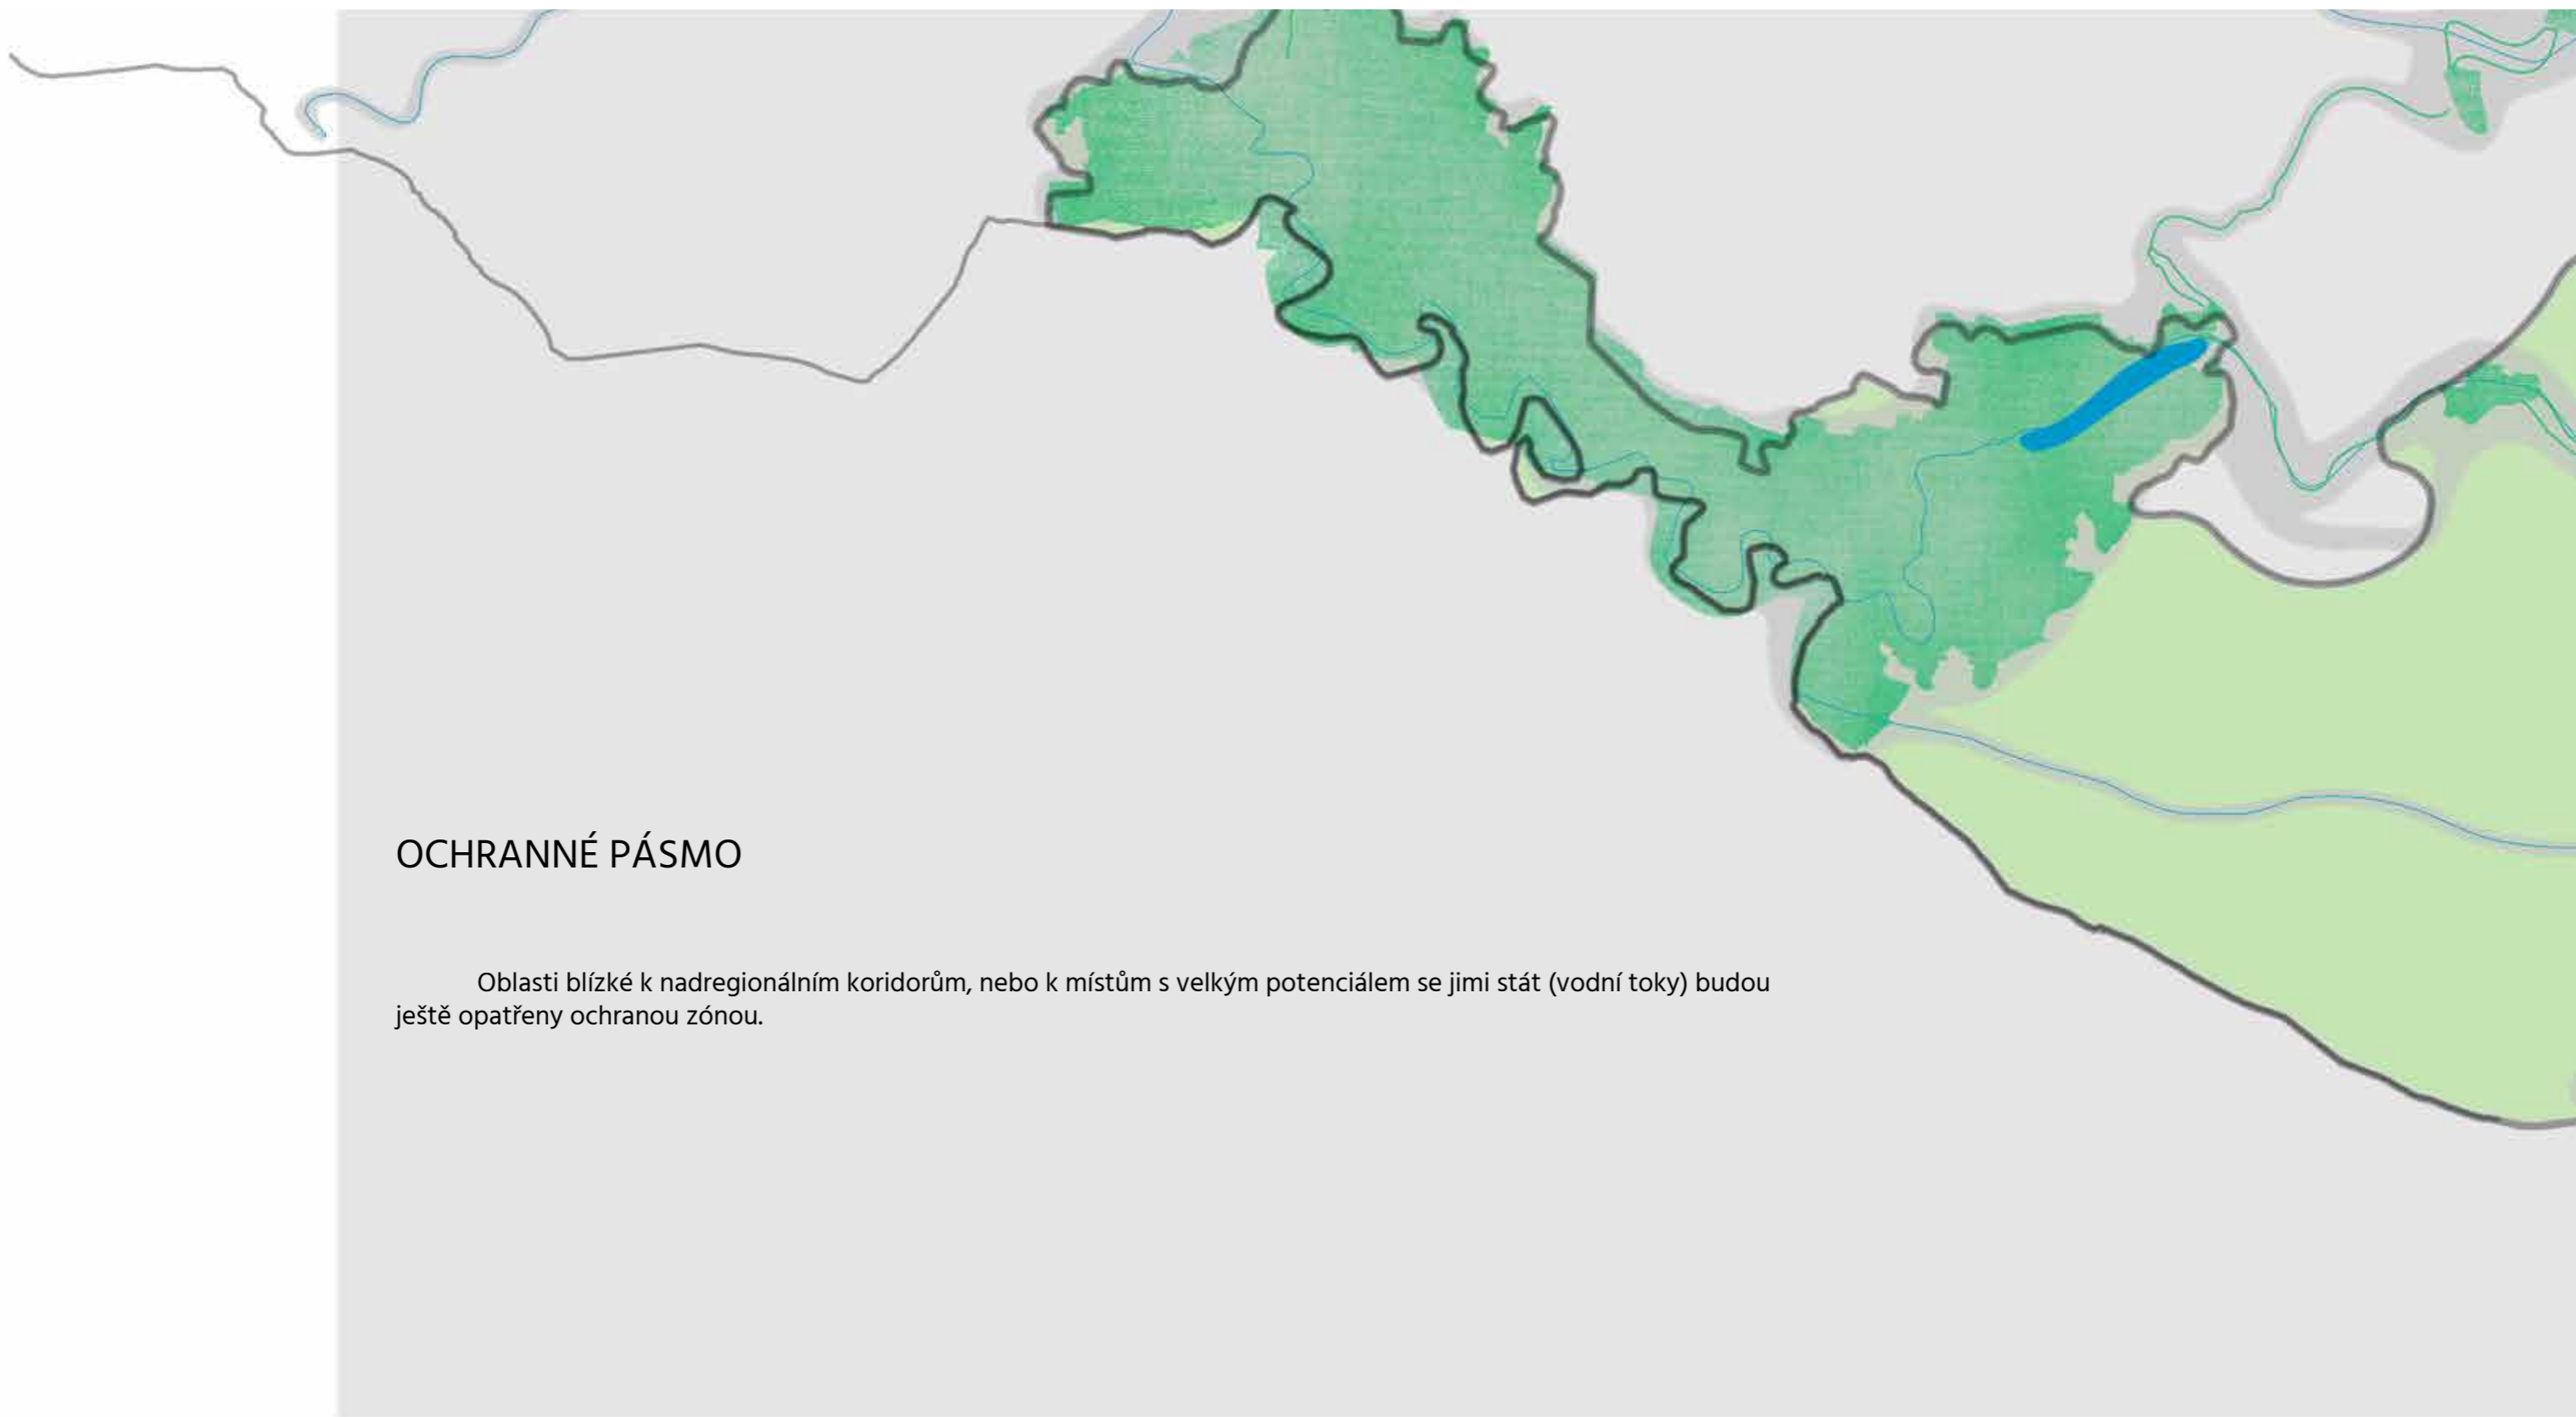 OCHRANNÉ PÁSMO
Oblasti blízké k nadregionálním koridorům, nebo k místům s velkým potenciálem se jimi stát (vodní toky) budou
ještě opatřeny ochranou zónou.